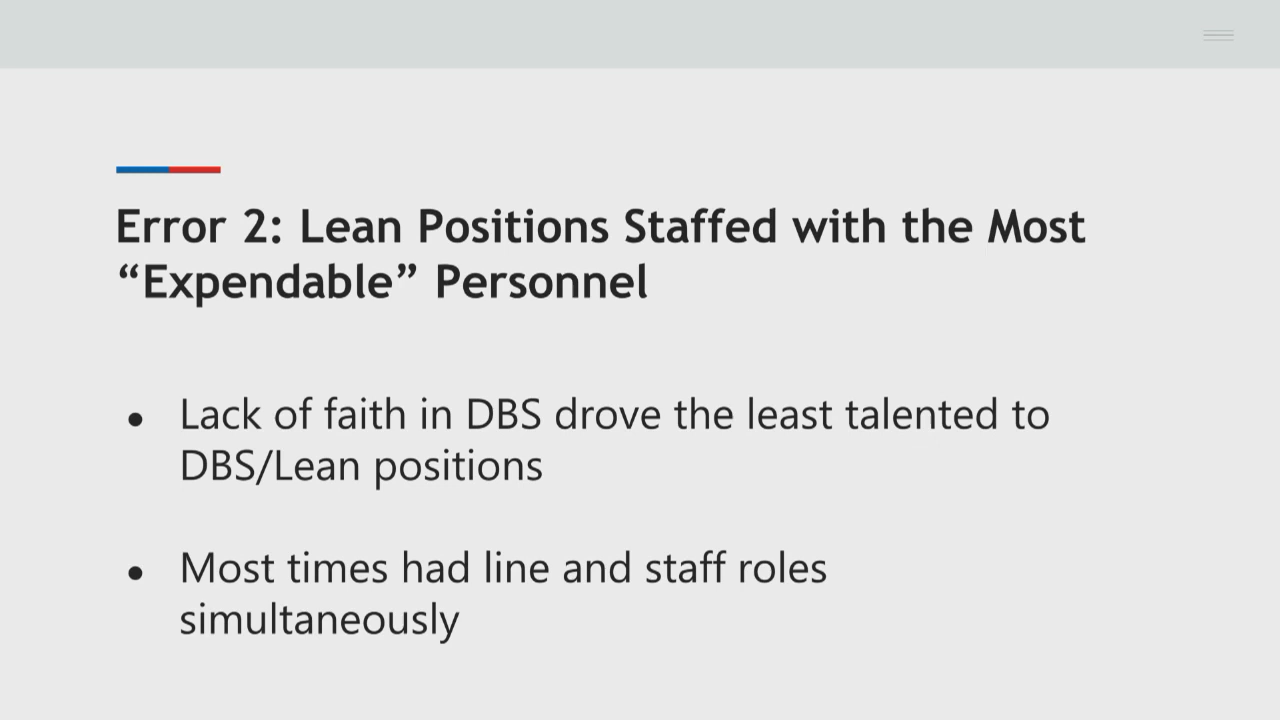 Error 2: Lean Positions Staffed with the Most
“Expendable” Personnel
● Lack of faith in DBS drove the least talented to
DBS/Lean positions
● Most times had line and staff roles
simultaneously